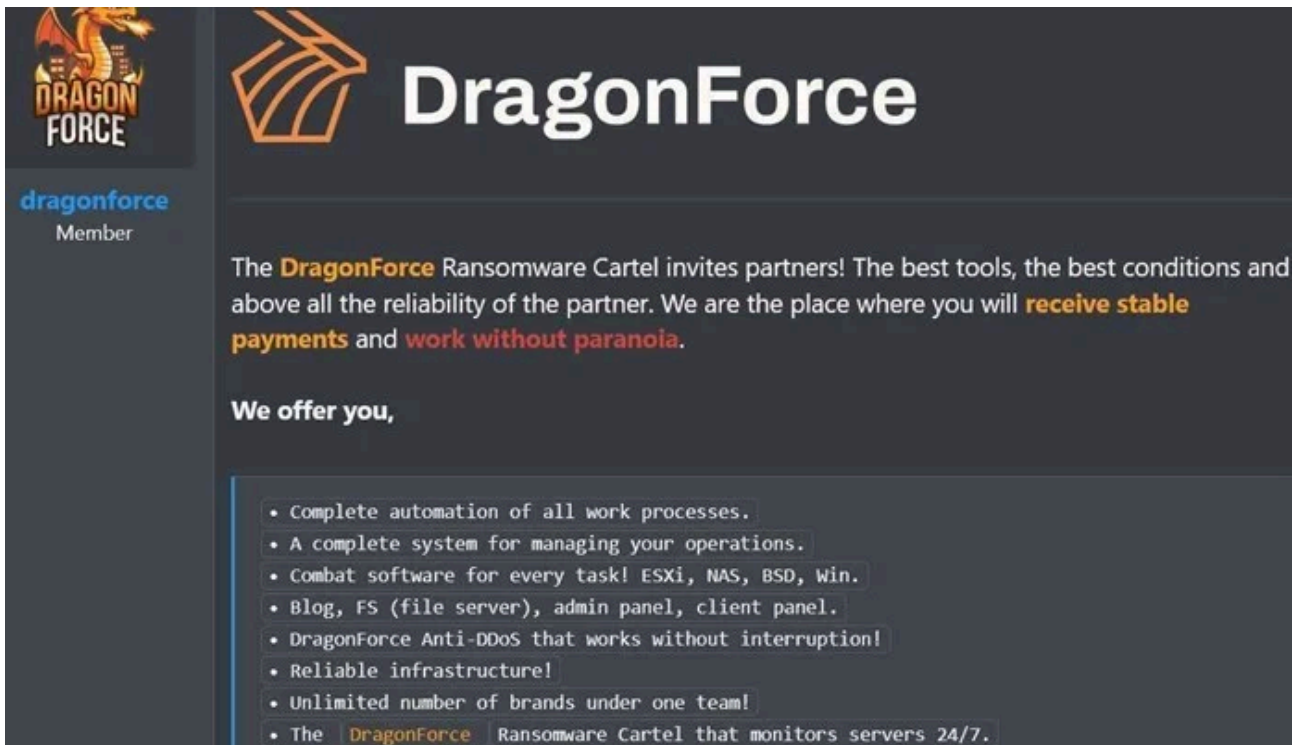 DRAGON
FORCE
DragonForce
dragonforce
Member
The DragonForce Ransomware Cartel invites partners! The best tools, the best conditions and
above all the reliability of the partner. We are the place where you will receive stable
payments and work without paranoia.
We offer you,
• Complete automation of all work processes.
• A complete system for managing your operations.
• Combat software for every task! ESXi, NAS, BSD, Win.
• Blog, FS (file server), admin panel, client panel.
• DragonForce Anti-DDoS that works without interruption!
• Reliable infrastructure!
• Unlimited number of brands under one team!
• The DragonForce Ransomware Cartel that monitors servers 24/7.